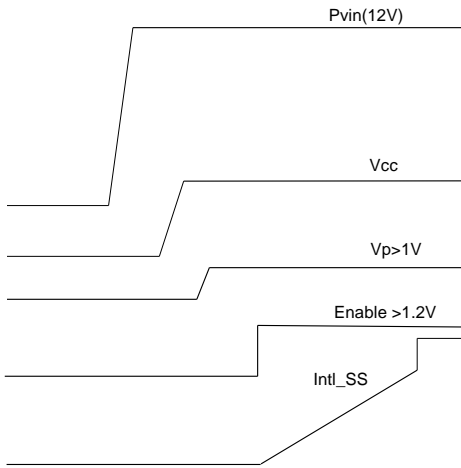 Pvin(12V)
Vcc
Vp>1V
Enable >1.2V
Intl_SS